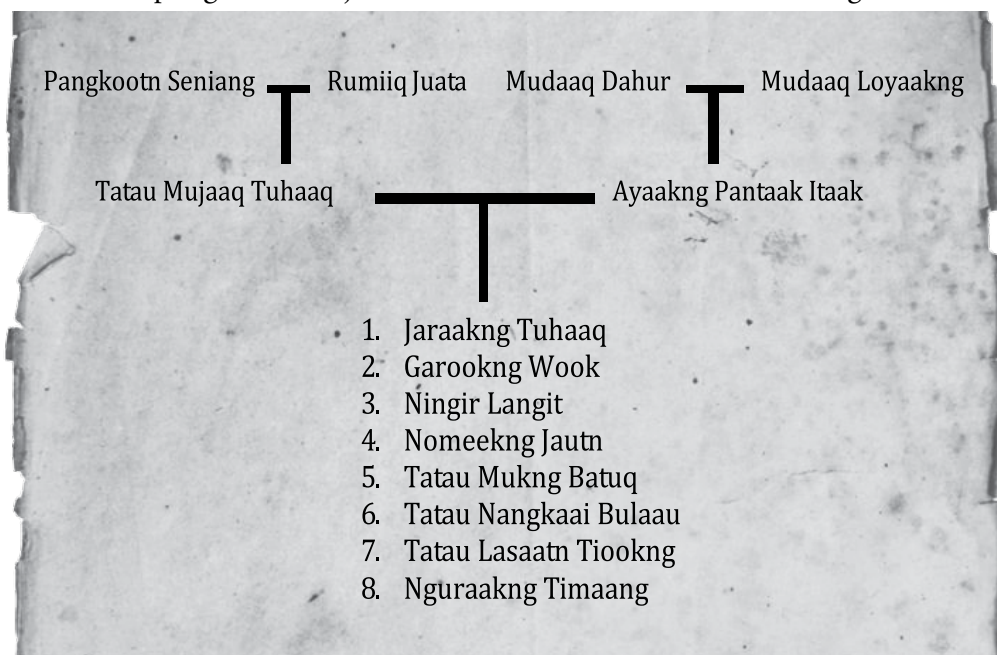 Pangkootn Seniang Rumiiq Juata Mudaaq Dahur Mudaaq Loyaakng
Tatau Mujaaq Tuhaaq Ayaakng Pantaak Itaak
1. Jaraakng Tuhaaq
2. Garookng Wook
3. Ningir Langit
4. Nomeekng Jautn
5. Tatau Mukng Batuq
6. Tatau Nangkaai Bulaau
7. Tatau Lasaatn Tiookng
8. Nguraakng Timaang